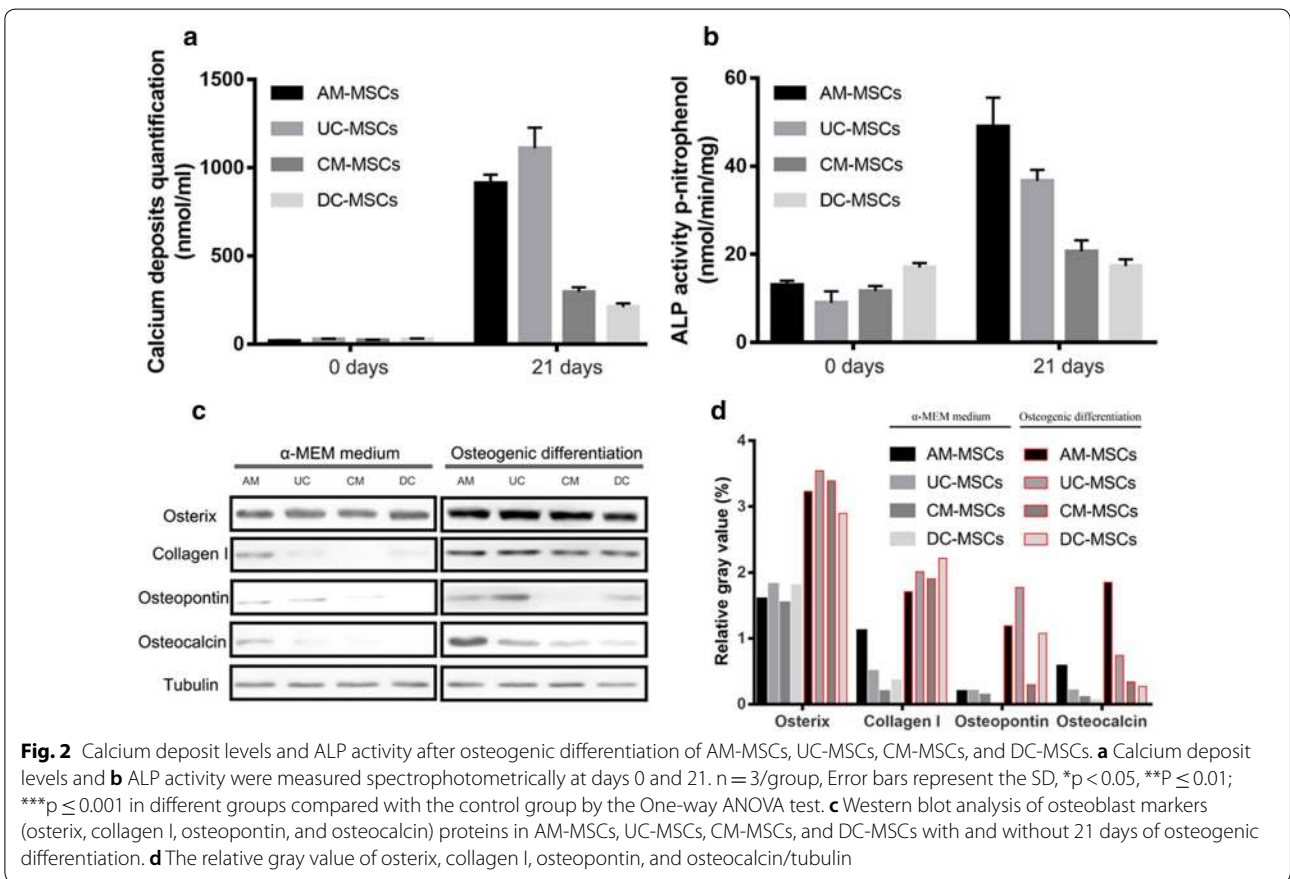 a
Calcium deposits quantification
(nmol/ml)
1500
1000
500
0
AM-MSCs
UC-MSCs
CM-MSCs
DC-MSCs
0 days
21 days
b
ALP activity p-nitrophenol
(nmol/min/mg)
60
40
20
0
AM-MSCs
UC-MSCs
CM-MSCs
DC-MSCs
0 days
21 days
c
α-MEM medium
Osteogenic differentiation
AM UC CM DC
AM UC CM DC
Osterix
Collagen I
Osteopontin
Osteocalcin
Tubulin
d
α-MEM medium
Osteogenic differentiation
Relative gray value (%)
4
3
2
1
0
AM-MSCs
UC-MSCs
CM-MSCs
DC-MSCs
AM-MSCs
UC-MSCs
CM-MSCs
DC-MSCs
Osterix
Collagen I
Osteopontin
Osteocalcin
Fig. 2 Calcium deposit levels and ALP activity after osteogenic differentiation of AM-MSCs, UC-MSCs, CM-MSCs, and DC-MSCs. a Calcium deposit
levels and b ALP activity were measured spectrophotometrically at days 0 and 21. n = 3/group, Error bars represent the SD, *p < 0.05, **P ≤ 0.01;
***p ≤ 0.001 in different groups compared with the control group by the One-way ANOVA test. c Western blot analysis of osteoblast markers
(osterix, collagen I, osteopontin, and osteocalcin) proteins in AM-MSCs, UC-MSCs, CM-MSCs, and DC-MSCs with and without 21 days of osteogenic
differentiation. d The relative gray value of osterix, collagen I, osteopontin, and osteocalcin/tubulin